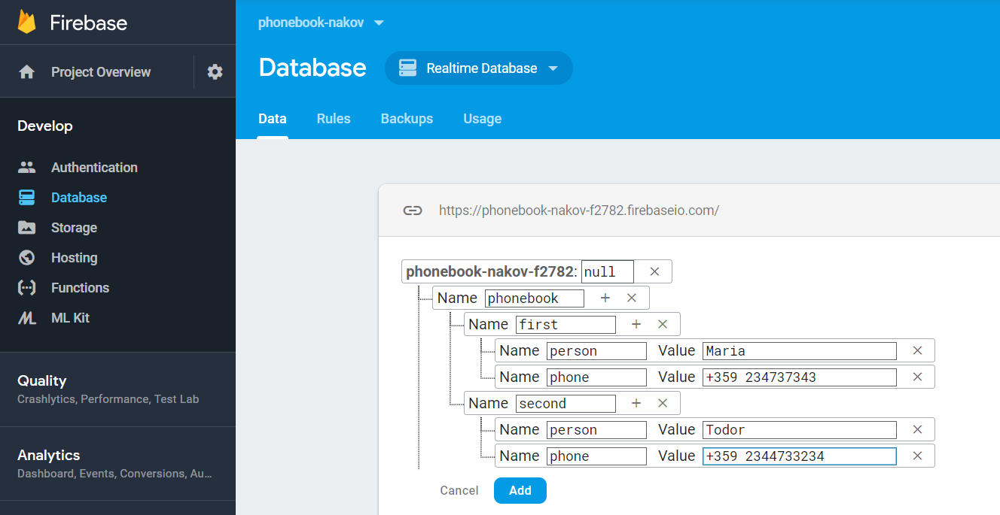 Firebase
Project Overview
Develop
Authentication
Database
Storage
Hosting
Functions
ML Kit
Quality
Crashlytics, Performance, Test Lab
Analytics
Dashboard, Events, Conversions, Au...
phonebook-nakov
Database Realtime Database
Data Rules Backups Usage
https://phonebook-nakov-f2782.firebaseio.com/
phonebook-nakov-f2782: null ×
Name phonebook + ×
Name first + ×
Name person Value Maria ×
Name phone Value +359 234737343 ×
Name second + ×
Name person Value Todor ×
Name phone Value +359 2344733234 ×
Cancel Add